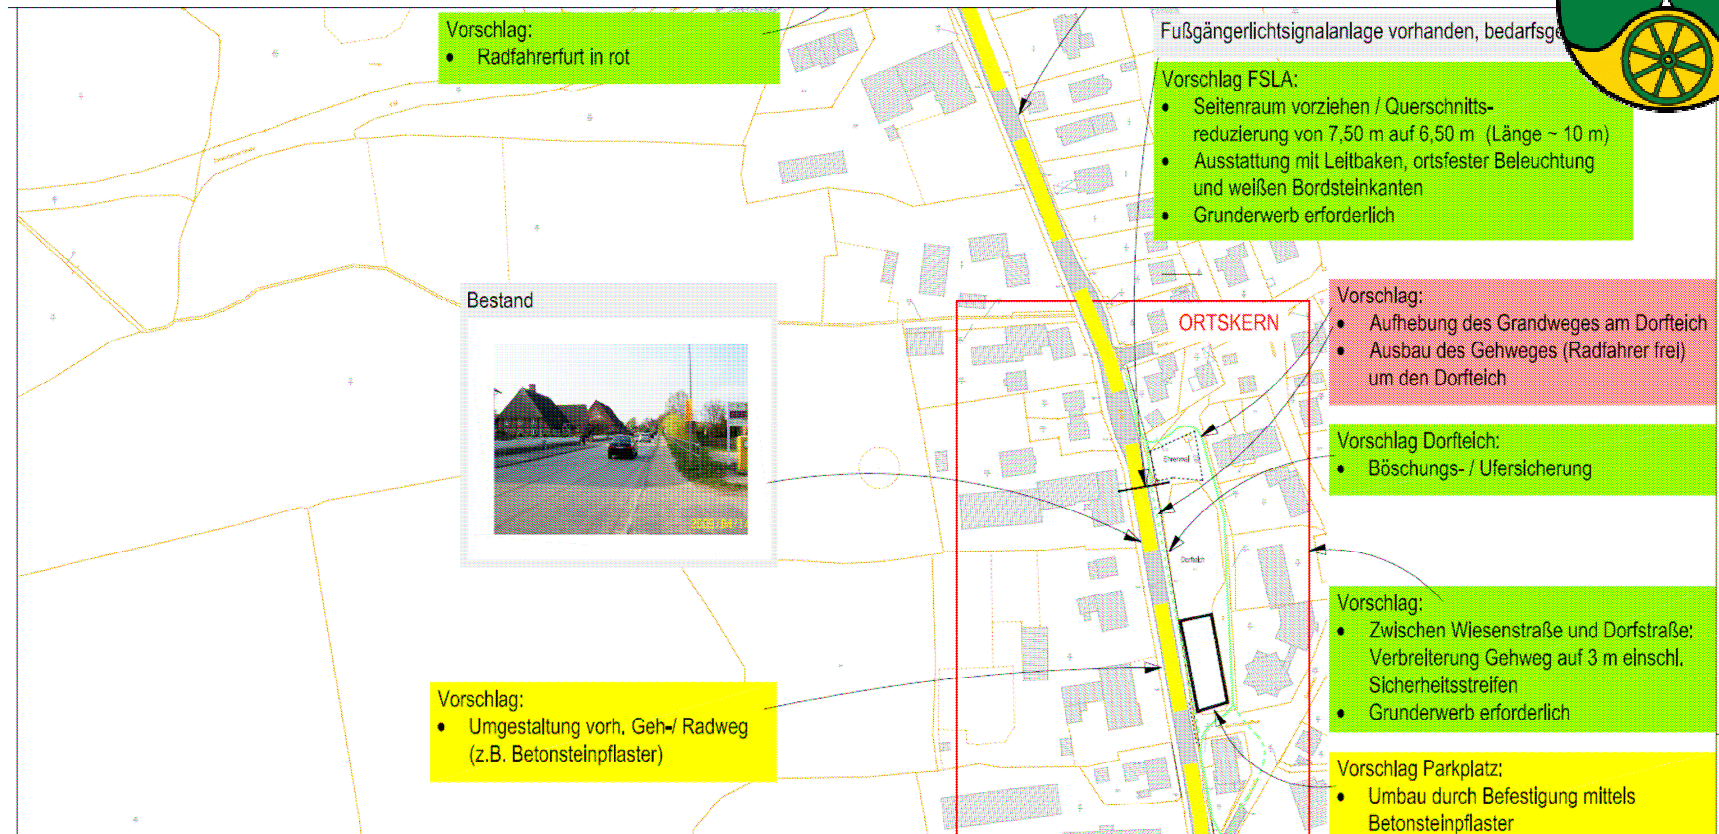 Vorschlag:
• Radfahrerfurt in rot
Fußgängerlichtsignalanlage vorhanden,
Vorschlag FSLA:
• Seitenraum vorziehen / Querschnitts-
reduzierung von 7,50 m auf 6,50 m (Länge ~ 10 m)
• Ausstattung mit Leitbaken, ortsfester Beleuchtung
und weißen Bordsteinkanten
• Grunderwerb erforderlich
Bestand
ORTSKERN
Vorschlag:
• Aufhebung des Grandweges am Dorfteich
• Ausbau des Gehweges (Radfahrer frei)
um den Dorfteich
Vorschlag Dorfteich:
• Böschungs- / Ufersicherung
Ehrenmal
Dorfteich
Vorschlag:
• Zwischen Wiesenstraße und Dorfstraße:
Verbreiterung Gehweg auf 3 m einschl.
Sicherheitsstreifen
• Grunderwerb erforderlich
Vorschlag:
• Umgestaltung vorh. Geh-/ Radweg
(z.B. Betonsteinpflaster)
Vorschlag Parkplatz:
• Umbau durch Befestigung mittels
Betonsteinpflaster